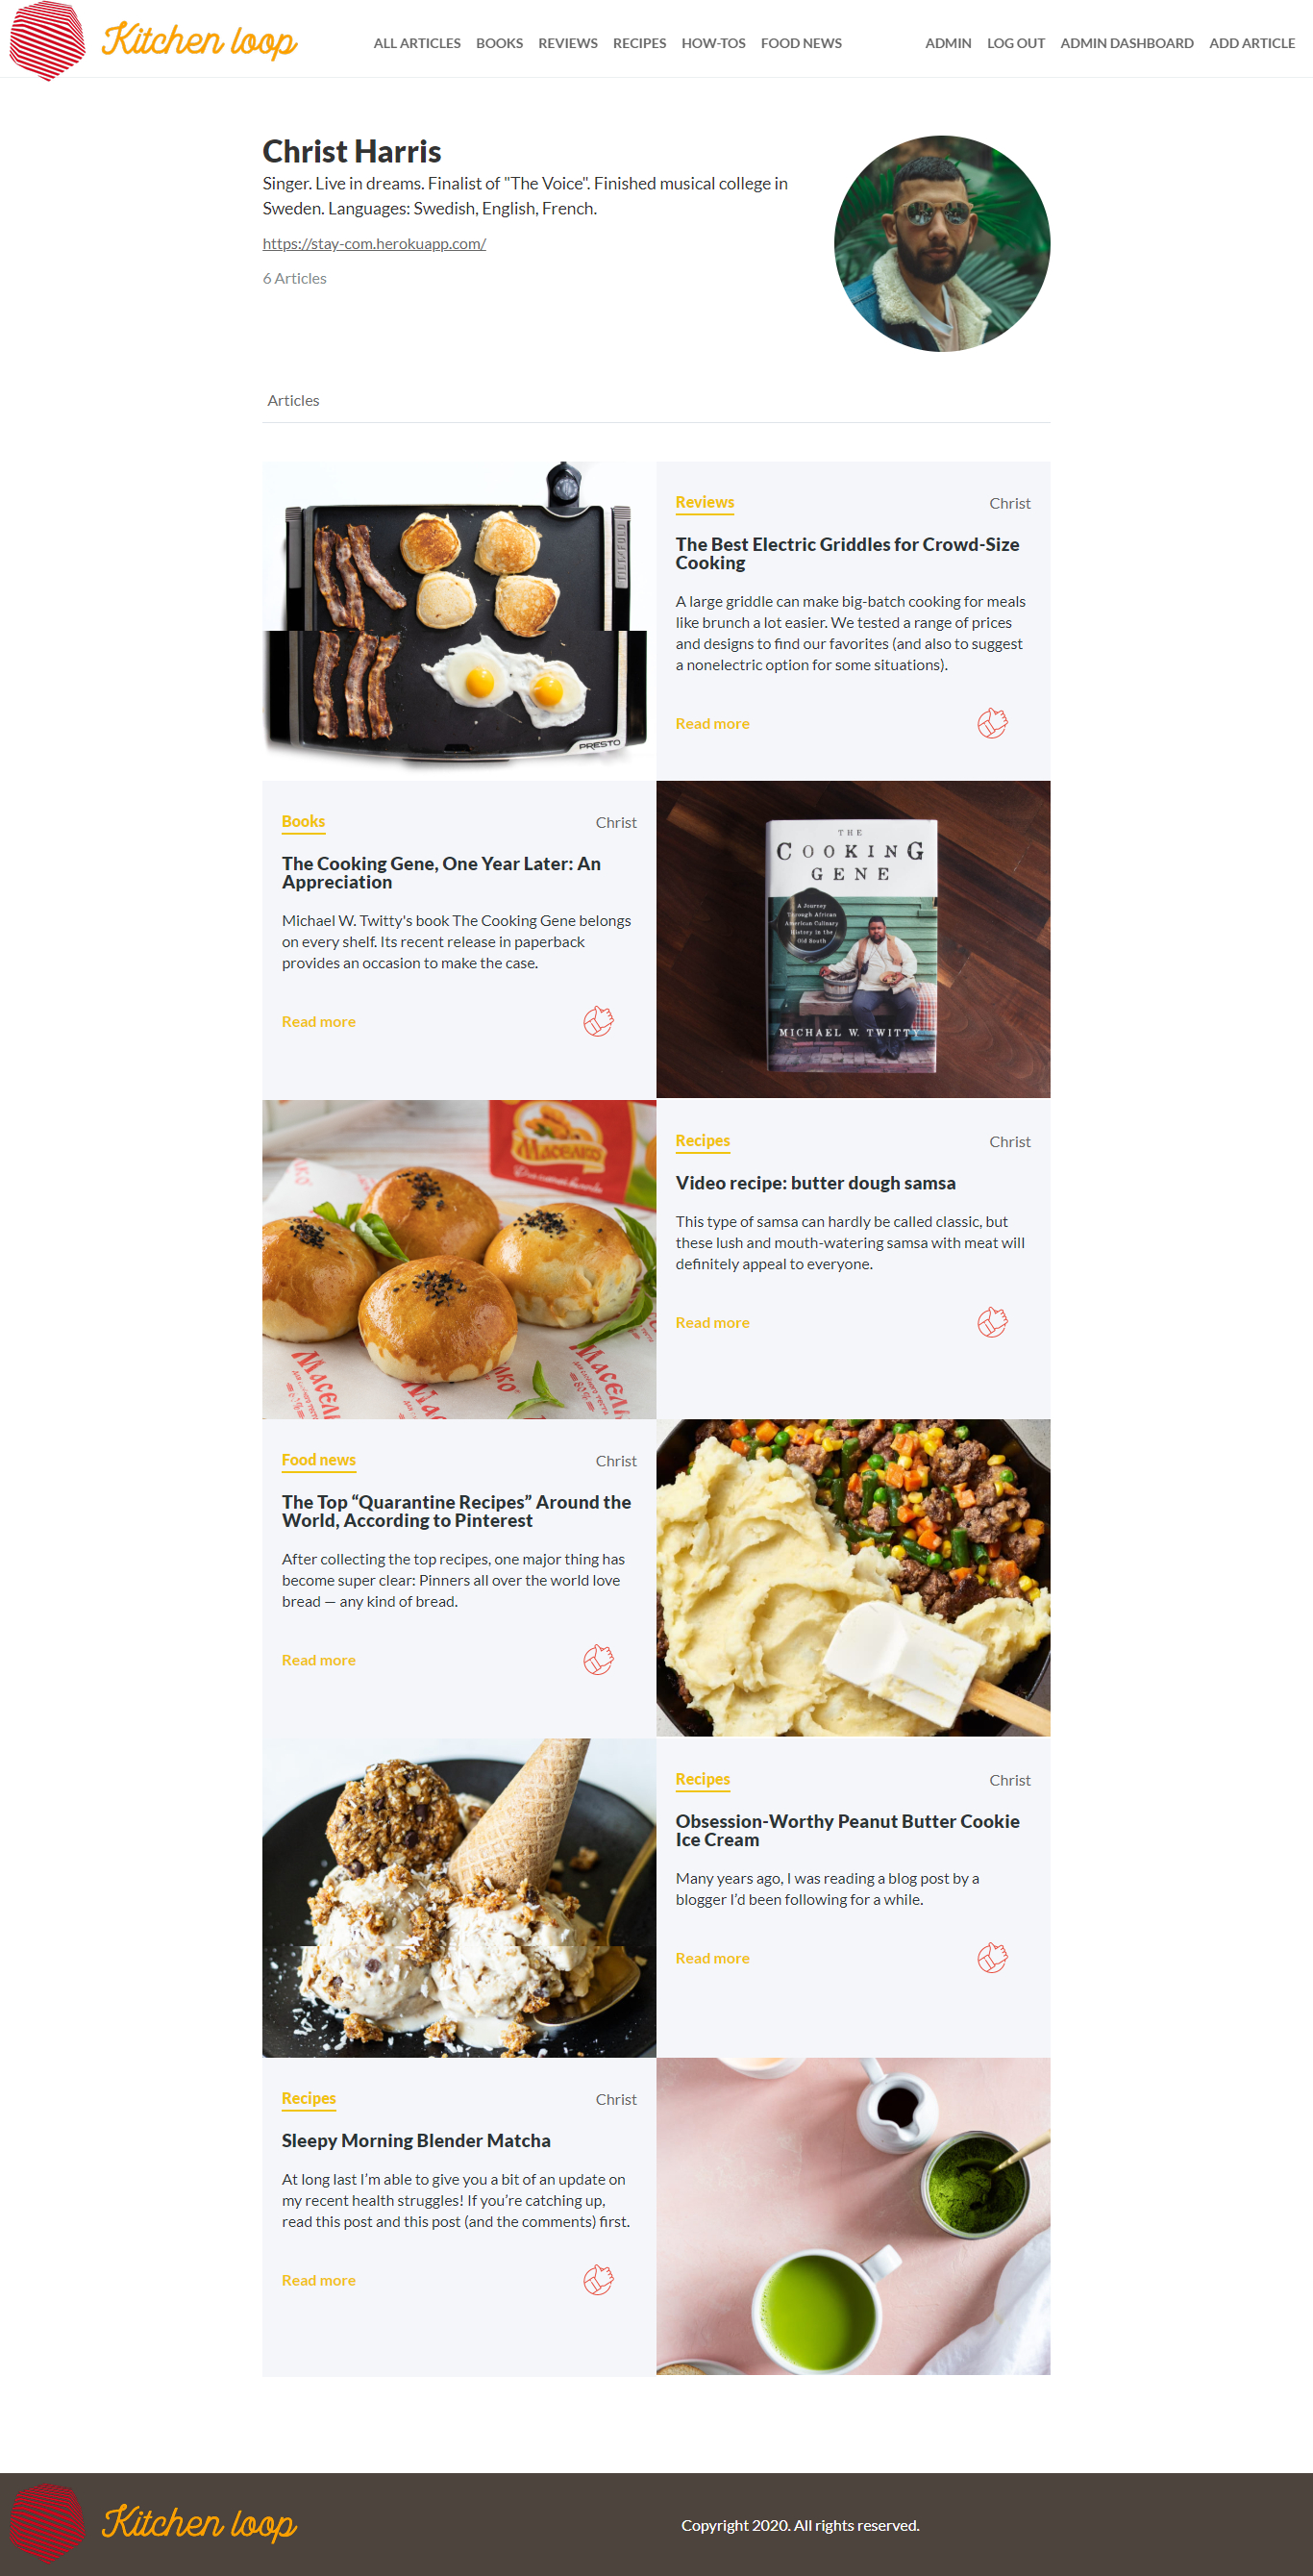 Kitchen loop
ALL ARTICLES BOOKS REVIEWS RECIPES HOW-TOS FOOD NEWS ADMIN LOG OUT ADMIN DASHBOARD ADD ARTICLE
Christ Harris
Singer. Live in dreams. Finalist of "The Voice". Finished musical college in
Sweden. Languages: Swedish, English, French.
https://stay-com.herokuapp.com/
6 Articles
Articles
TILT-FOLD
PRESTO
Reviews Christ
The Best Electric Griddles for Crowd-Size
Cooking
A large griddle can make big-batch cooking for meals
like brunch a lot easier. We tested a range of prices
and designs to find our favorites (and also to suggest
a nonelectric option for some situations).
Read more
Books Christ
The Cooking Gene, One Year Later: An
Appreciation
Michael W. Twitty's book The Cooking Gene belongs
on every shelf. Its recent release in paperback
provides an occasion to make the case.
Read more
THE
COOKING
GENE
A Journey
Through African
American Culinary
History in the
Old South
MICHAEL W. TWITTY
Маселко
Recipes Christ
Video recipe: butter dough samsa
This type of samsa can hardly be called classic, but
these lush and mouth-watering samsa with meat will
definitely appeal to everyone.
Read more
Food news Christ
The Top “Quarantine Recipes” Around the
World, According to Pinterest
After collecting the top recipes, one major thing has
become super clear: Pinners all over the world love
bread — any kind of bread.
Read more
Recipes Christ
Obsession-Worthy Peanut Butter Cookie
Ice Cream
Many years ago, I was reading a blog post by a
blogger I’d been following for a while.
Read more
Recipes Christ
Sleepy Morning Blender Matcha
At long last I’m able to give you a bit of an update on
my recent health struggles! If you’re catching up,
read this post and this post (and the comments) first.
Read more
Kitchen loop
Copyright 2020. All rights reserved.